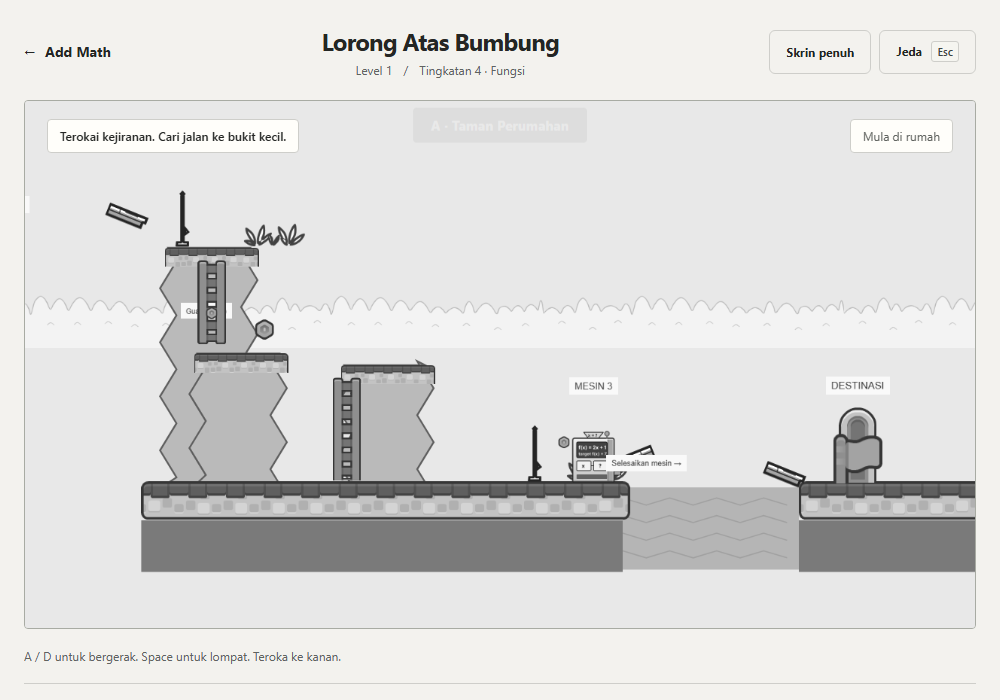 ← Add Math
Lorong Atas Bumbung
Level 1 / Tingkatan 4 · Fungsi
Skrin penuh
Jeda Esc
Terokai kejiranan. Cari jalan ke bukit kecil.
A - Taman Perumahan
Mula di rumah
MESIN 3
DESTINASI
Selesaikan mesin →
A / D untuk bergerak. Space untuk lompat. Teroka ke kanan.